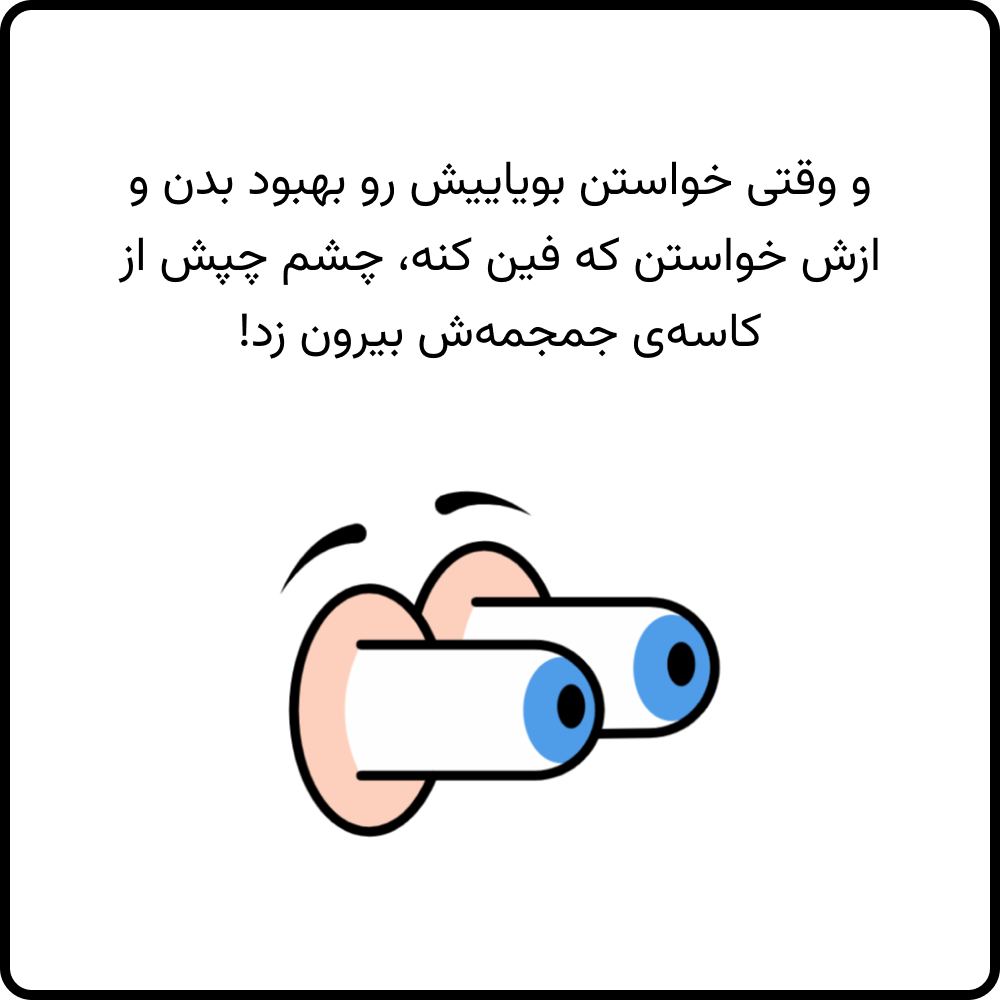 و وقتی خواستن بویاییش رو بهبود بدن و
ازش خواستن که فین کنه، چشم چپش از
کاسه‌ی جمجمه‌ش بیرون زد!